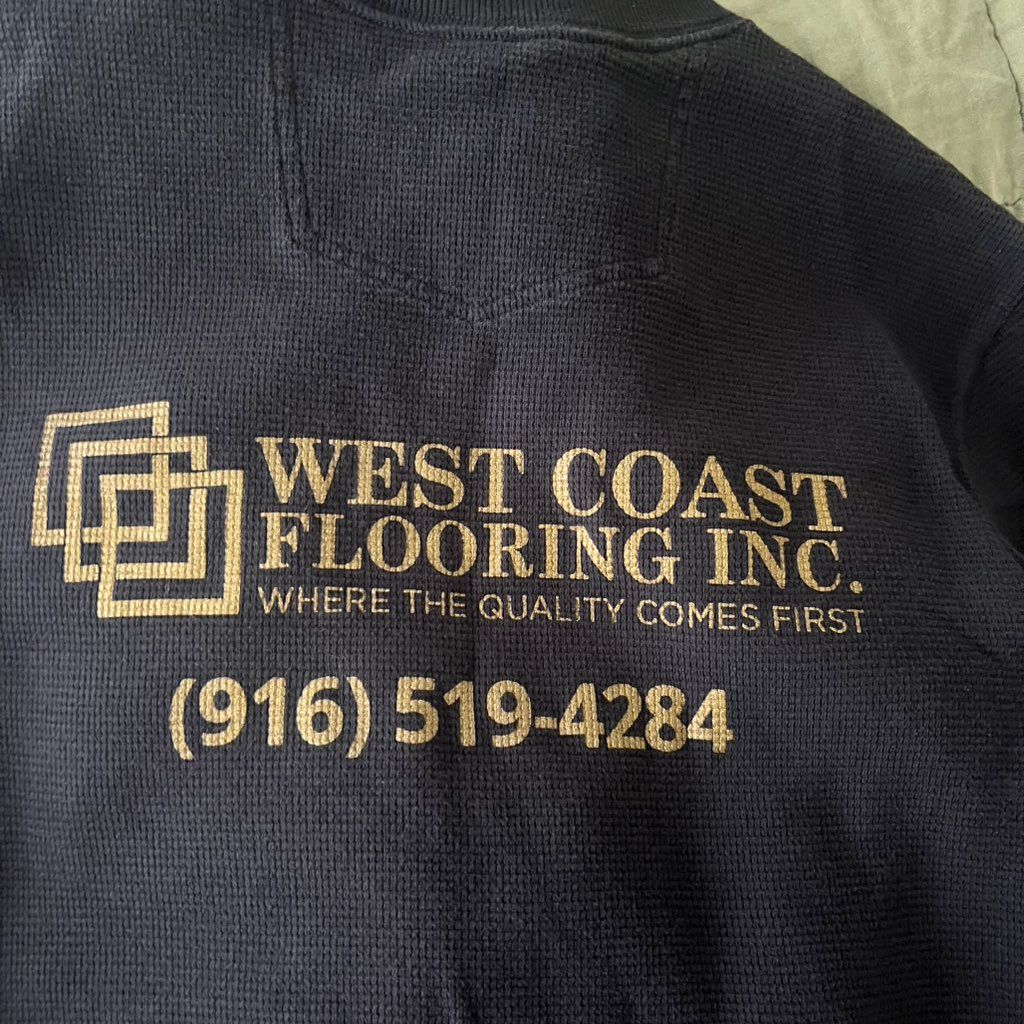 WEST COAST
FLOORING INC.
WHERE THE QUALITY COMES FIRST
(916) 519-4284